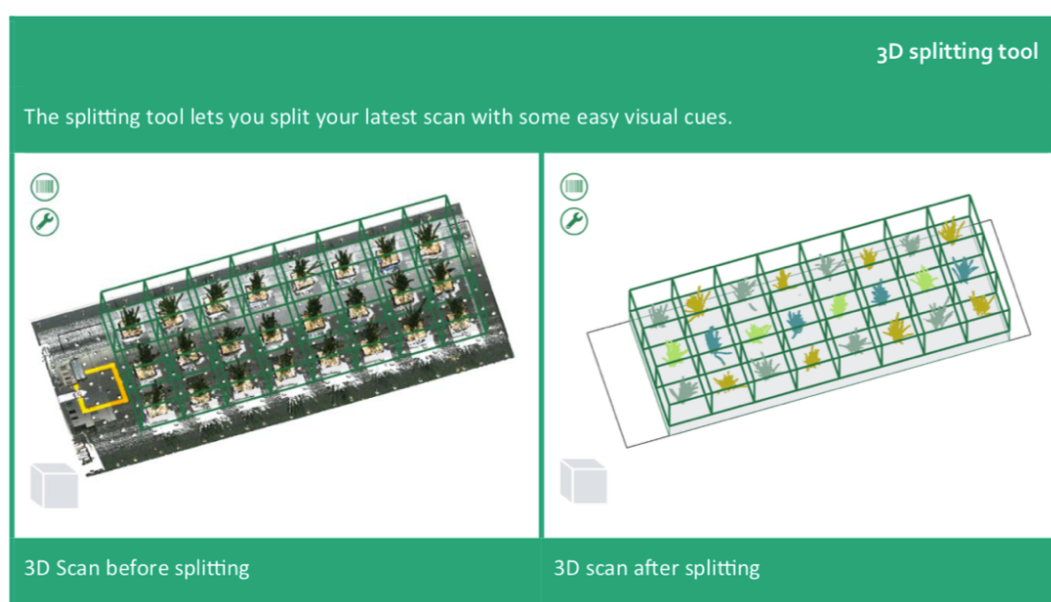 3D splitting tool
The splitting tool lets you split your latest scan with some easy visual cues.
3D Scan before splitting
3D scan after splitting